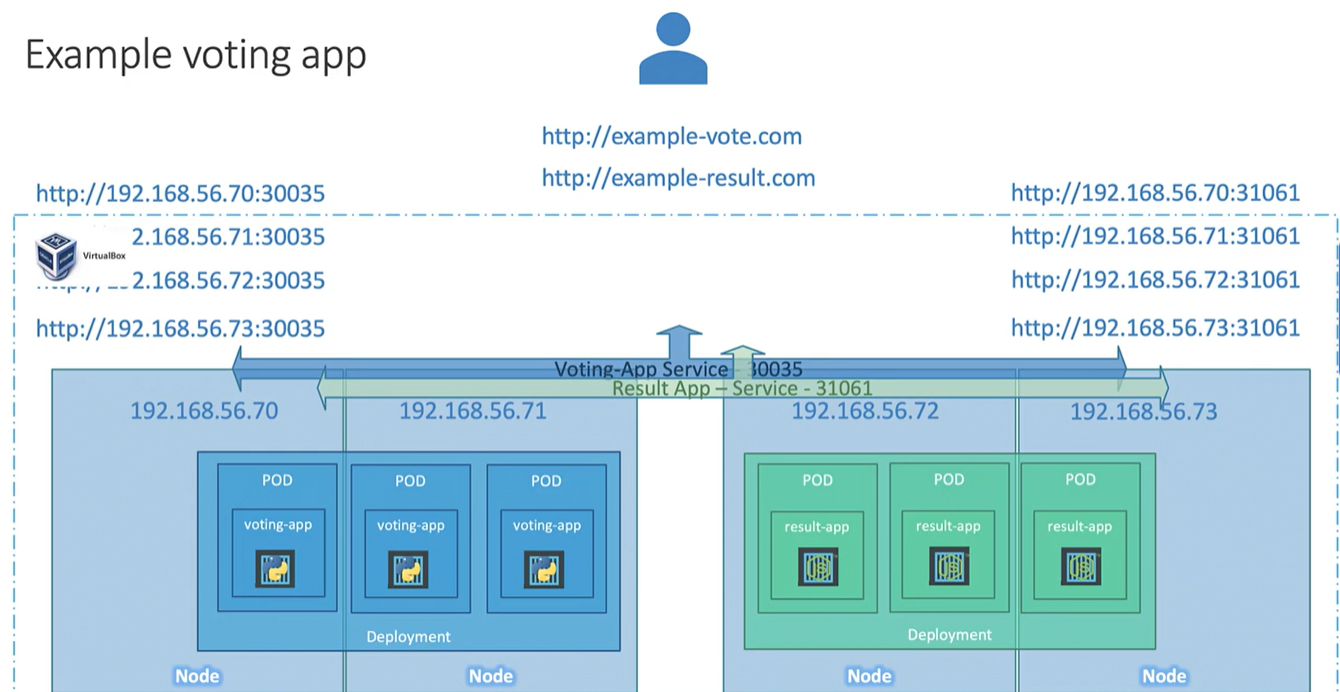 Example voting app
http://example-vote.com
http://example-result.com
http://192.168.56.70:30035
2.168.56.71:30035
2.168.56.72:30035
http://192.168.56.73:30035
VirtualBox
http://192.168.56.70:31061
http://192.168.56.71:31061
http://192.168.56.72:31061
http://192.168.56.73:31061
Voting-App Service - 30035
Result App – Service - 31061
192.168.56.70
192.168.56.71
192.168.56.72
192.168.56.73
POD
voting-app
POD
voting-app
POD
voting-app
Deployment
POD
result-app
POD
result-app
POD
result-app
Deployment
Node
Node
Node
Node